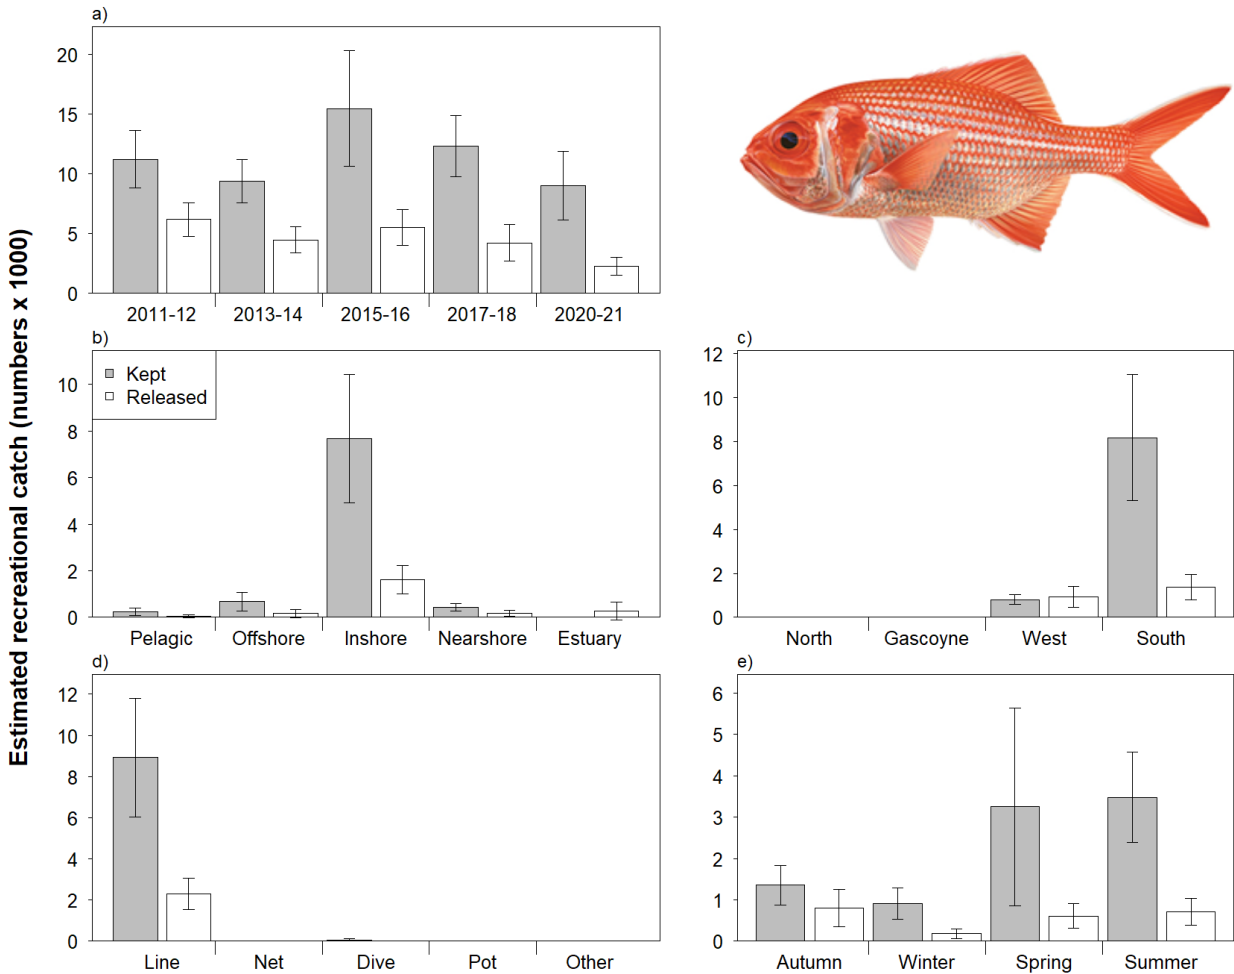 a)
20
15
10
5
0
2011-12 2013-14 2015-16 2017-18 2020-21
Estimated recreational catch (numbers x 1000)
b)
Kept
Released
10
8
6
4
2
0
Pelagic Offshore Inshore Nearshore Estuary
c)
12
10
8
6
4
2
0
North Gascoyne West South
d)
12
10
8
6
4
2
0
Line Net Dive Pot Other
e)
6
5
4
3
2
1
0
Autumn Winter Spring Summer